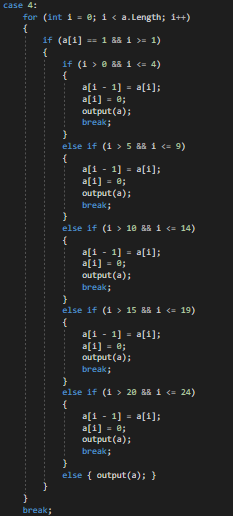 case 4:
for (int i = 0; i < a.Length; i++)
{
if (a[i] == 1 && i >= 1)
{
if (i > 0 && i <= 4)
{
a[i - 1] = a[i];
a[i] = 0;
output(a);
break;
}
else if (i > 5 && i <= 9)
{
a[i - 1] = a[i];
a[i] = 0;
output(a);
break;
}
else if (i > 10 && i <= 14)
{
a[i - 1] = a[i];
a[i] = 0;
output(a);
break;
}
else if (i > 15 && i <= 19)
{
a[i - 1] = a[i];
a[i] = 0;
output(a);
break;
}
else if (i > 20 && i <= 24)
{
a[i - 1] = a[i];
a[i] = 0;
output(a);
break;
}
else { output(a); }
}
}
break;